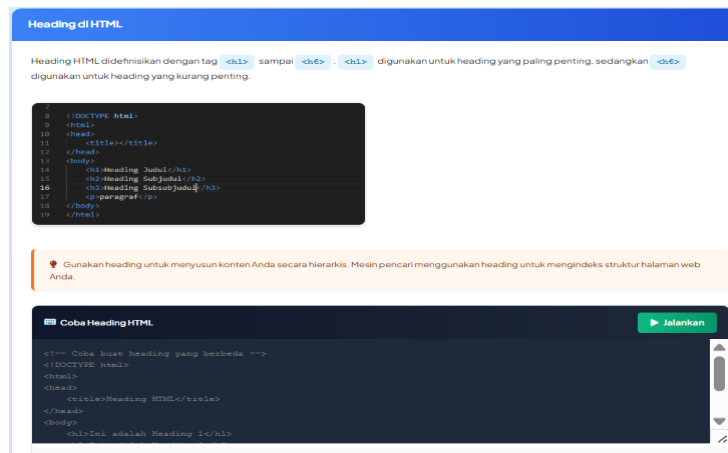 Heading di HTML
Heading HTML didefinisikan dengan tag <h1> sampai <h6> . <h1> digunakan untuk heading yang paling penting, sedangkan <h6>
digunakan untuk heading yang kurang penting.
7
8 <!DOCTYPE html>
9 <html>
10 <head>
11 <title></title>
12 </head>
13 <body>
14 <h1>Heading Judul</h1>
15 <h2>Heading Subjudul</h2>
16 <h3>Heading Subsubjudul</h3>
17 <p>paragraf</p>
18 </body>
19 </html>
Gunakan heading untuk menyusun konten Anda secara hierarkis. Mesin pencari menggunakan heading untuk mengindeks struktur halaman web
Anda.
Coba Heading HTML
Jalankan
<!-- Coba buat heading yang berbeda -->
<!DOCTYPE html>
<html>
<head>
<title>Heading HTML</title>
</head>
<body>
<h1>Ini adalah Heading 1</h1>